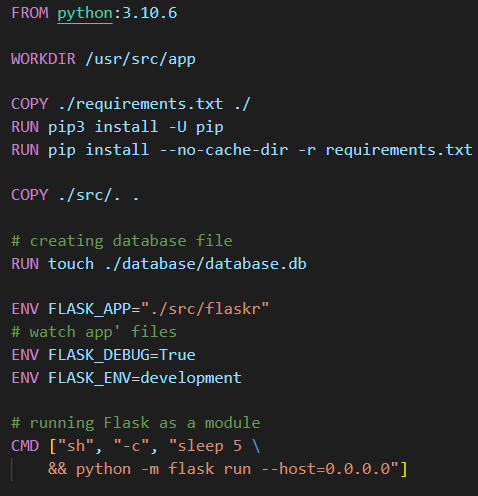 FROM python:3.10.6
WORKDIR /usr/src/app
COPY ./requirements.txt ./
RUN pip3 install -U pip
RUN pip install --no-cache-dir -r requirements.txt
COPY ./src/. .
# creating database file
RUN touch ./database/database.db
ENV FLASK_APP="./src/flaskr"
# watch app' files
ENV FLASK_DEBUG=True
ENV FLASK_ENV=development
# running Flask as a module
CMD ["sh", "-c", "sleep 5 \
    && python -m flask run --host=0.0.0.0"]